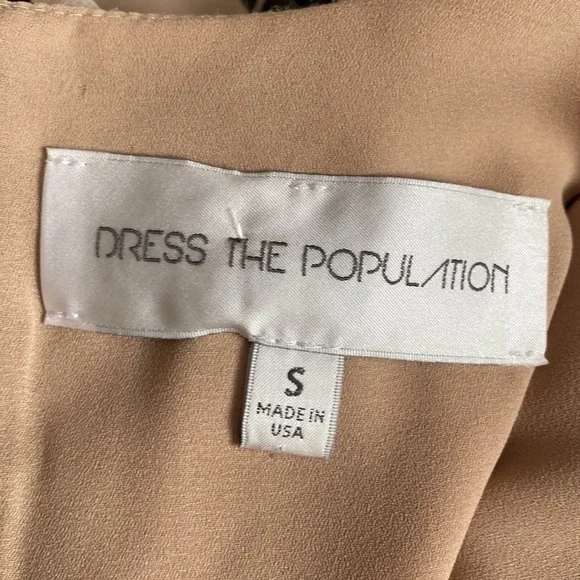 DRESS THE POPULATION
S
MADE IN
USA